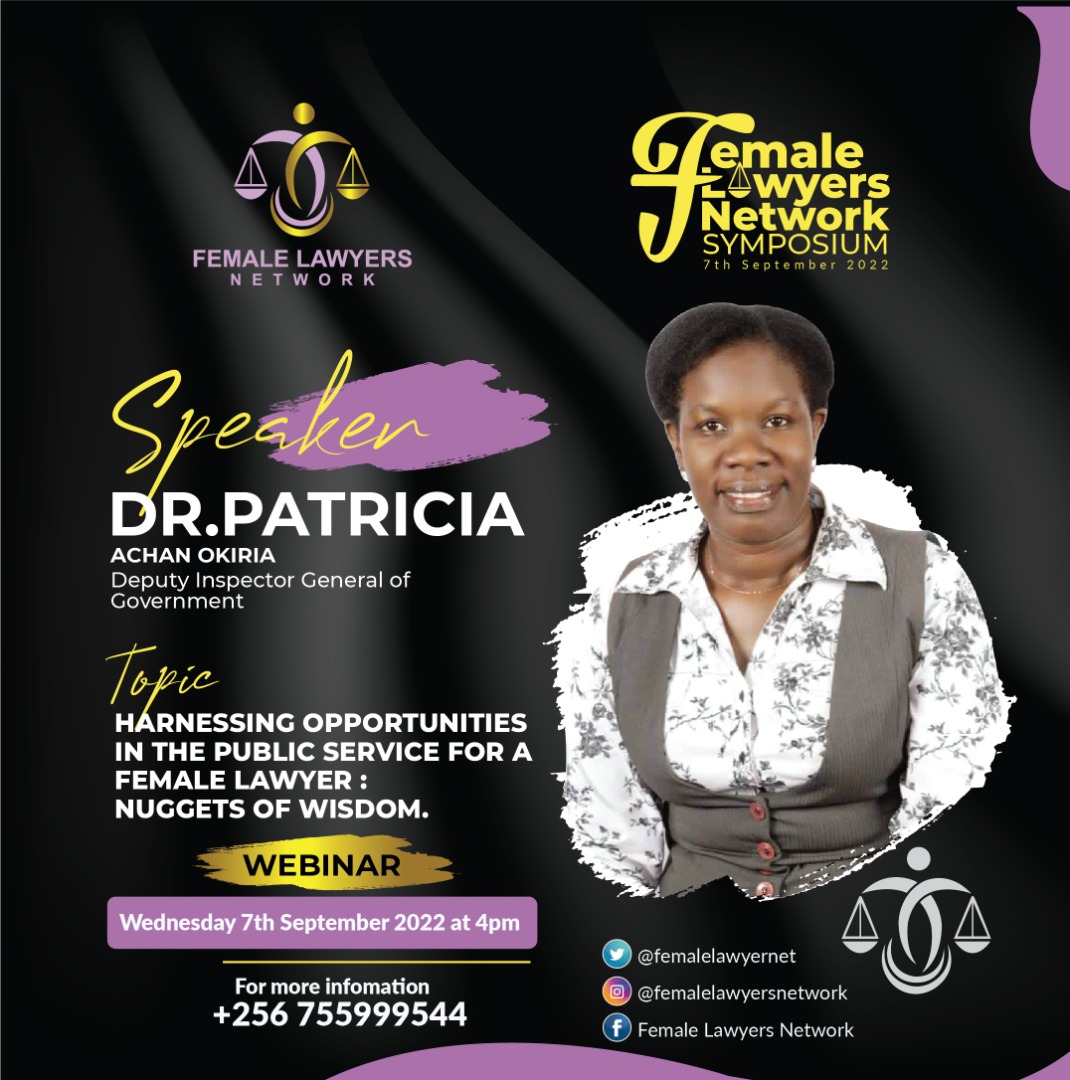 FEMALE LAWYERS
NETWORK
Female
Lawyers
Network
SYMPOSIUM
7th September 2022
Speaker
DR.PATRICIA
ACHAN OKIRIA
Deputy Inspector General of
Government
Topic
HARNESSING OPPORTUNITIES
IN THE PUBLIC SERVICE FOR A
FEMALE LAWYER :
NUGGETS OF WISDOM.
WEBINAR
Wednesday 7th September 2022 at 4pm
For more infomation
+256 755999544
@femalelawyernet
@femalelawyersnetwork
Female Lawyers Network